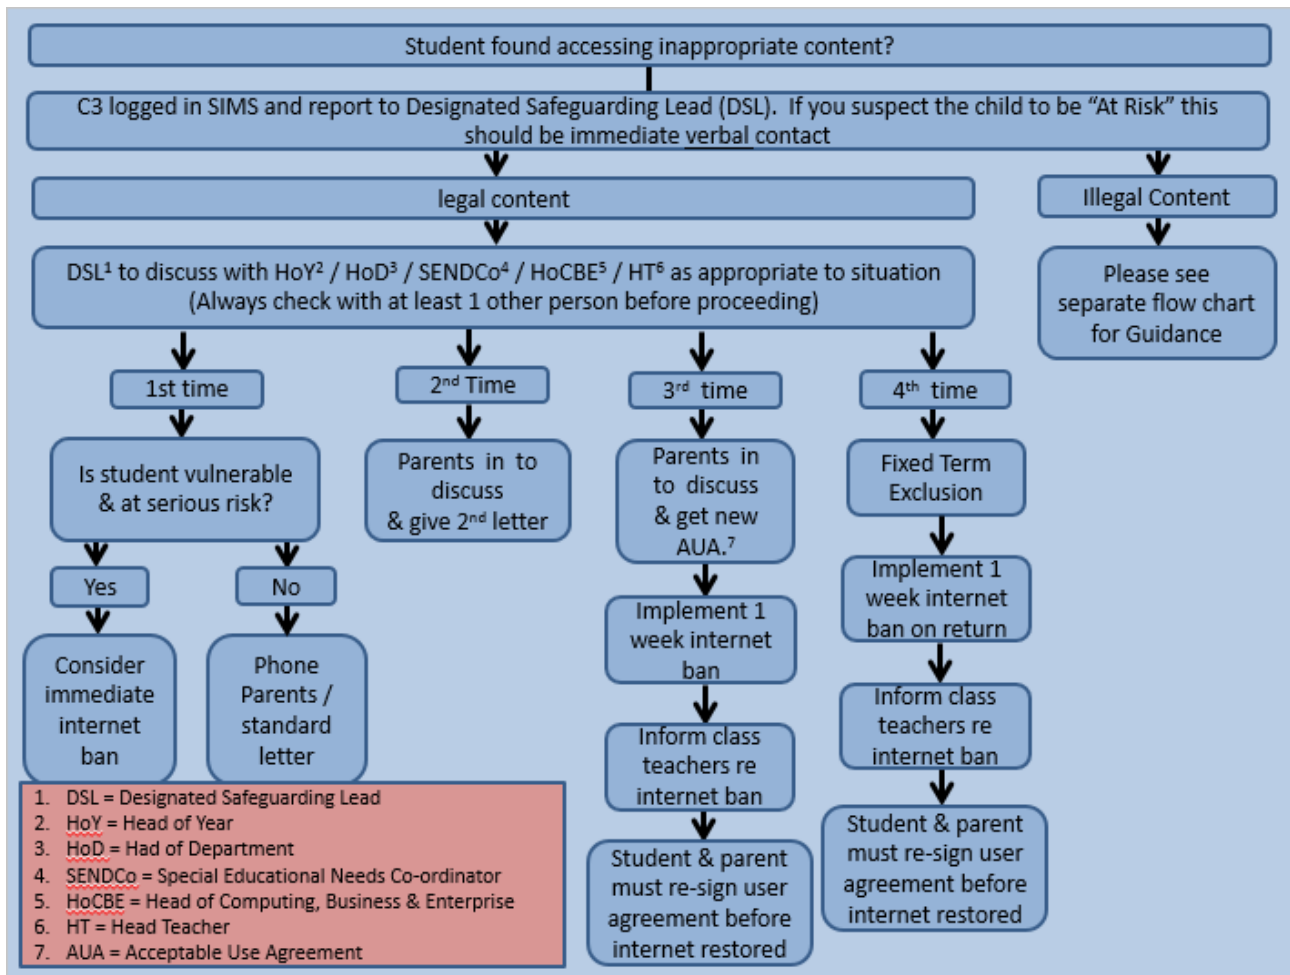 Student found accessing inappropriate content?
C3 logged in SIMS and report to Designated Safeguarding Lead (DSL).  If you suspect the child to be “At Risk” this
should be immediate verbal contact
legal content
Illegal Content
DSL¹ to discuss with HoY² / HoD³ / SENDCo⁴ / HoCBE⁵ / HT⁶ as appropriate to situation
(Always check with at least 1 other person before proceeding)
Please see
separate flow chart
for Guidance
1st time
Is student vulnerable
& at serious risk?
Yes
Consider
immediate
internet
ban
No
Phone
Parents /
standard
letter
2ⁿᵈ Time
Parents in to
discuss
& give 2ⁿᵈ letter
3ʳᵈ time
Parents in
to discuss
& get new
AUA.⁷
Implement 1
week internet
ban
Inform class
teachers re
internet ban
Student & parent
must re-sign user
agreement before
internet restored
4ᵗʰ time
Fixed Term
Exclusion
Implement 1
week internet
ban on return
Inform class
teachers re
internet ban
Student & parent
must re-sign user
agreement before
internet restored
1. DSL = Designated Safeguarding Lead
2. HoY = Head of Year
3. HoD = Had of Department
4. SENDCo = Special Educational Needs Co-ordinator
5. HoCBE = Head of Computing, Business & Enterprise
6. HT = Head Teacher
7. AUA = Acceptable Use Agreement